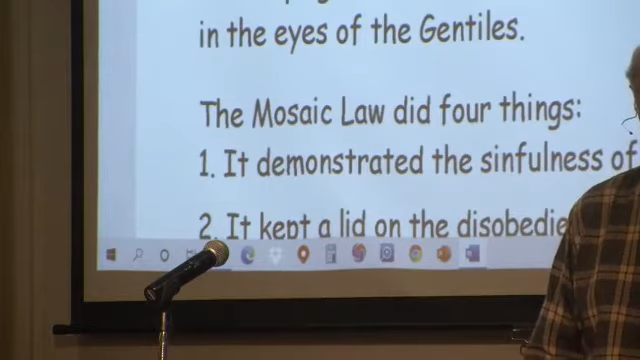 in the eyes of the Gentiles.
The Mosaic Law did four things:
1. It demonstrated the sinfulness of
2. It kept a lid on the